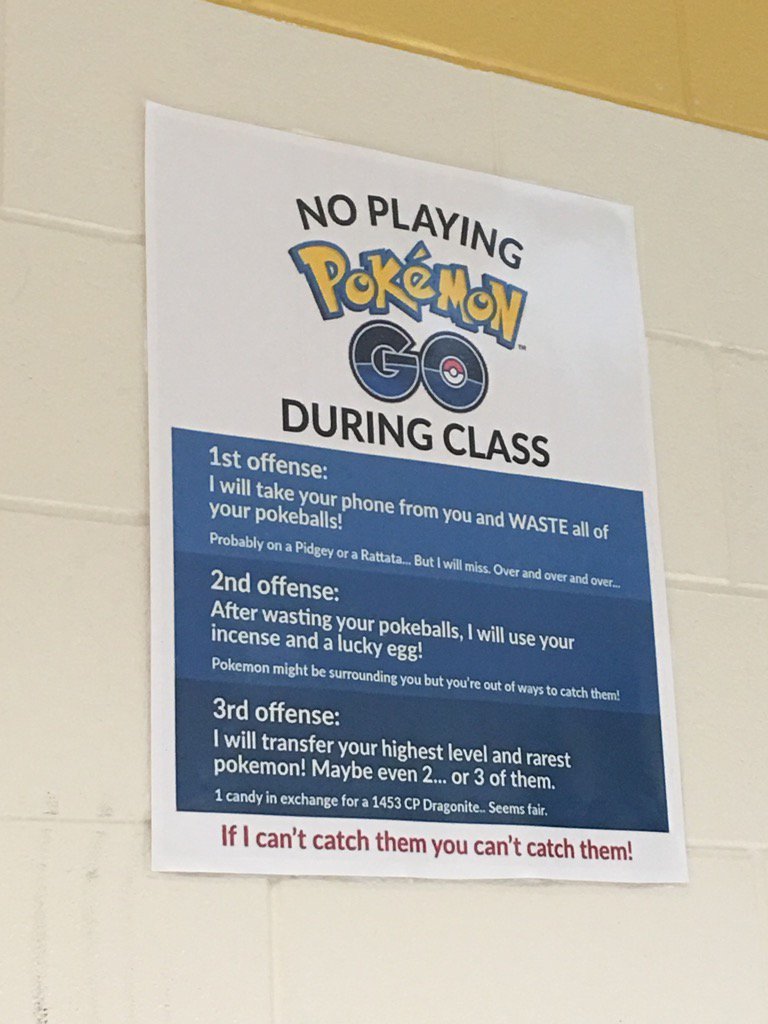 NO PLAYING
POKéMON
GO
DURING CLASS
1st offense:
I will take your phone from you and WASTE all of
your pokeballs!
Probably on a Pidgey or a Rattata... But I will miss. Over and over and over...
2nd offense:
After wasting your pokeballs, I will use your
incense and a lucky egg!
Pokemon might be surrounding you but you're out of ways to catch them!
3rd offense:
I will transfer your highest level and rarest
pokemon! Maybe even 2... or 3 of them.
1 candy in exchange for a 1453 CP Dragonite.. Seems fair.
If I can't catch them you can't catch them!